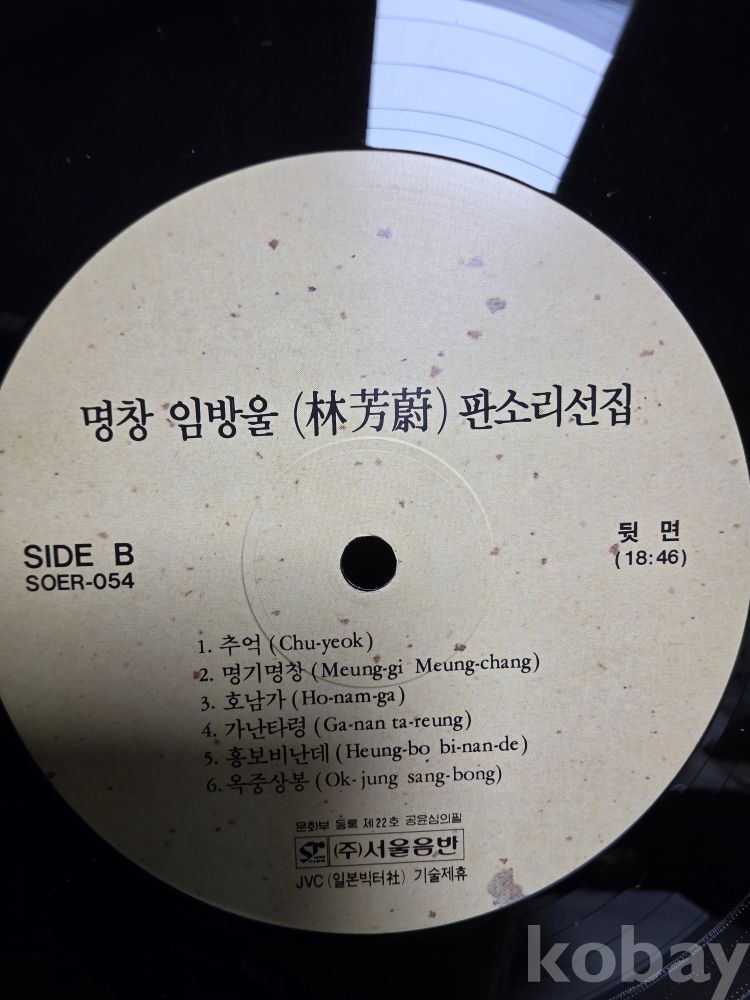 명창 임방울 (林芳蔚) 판소리선집
SIDE B
SOER-054
뒷 면
(18:46)
1. 추억 (Chu-yeok)
2. 명기명창 (Meung-gi Meung-chang)
3. 호남가 (Ho-nam-ga)
4. 가난타령 (Ga-nan ta-reung)
5. 흥보비난데 (Heung-bo bi-nan-de)
6. 옥중상봉 (Ok-jung sang-bong)
문화부 등록 제22호 공윤심의필
(주)서울음반
JVC (일본빅터社) 기술제휴
kobay